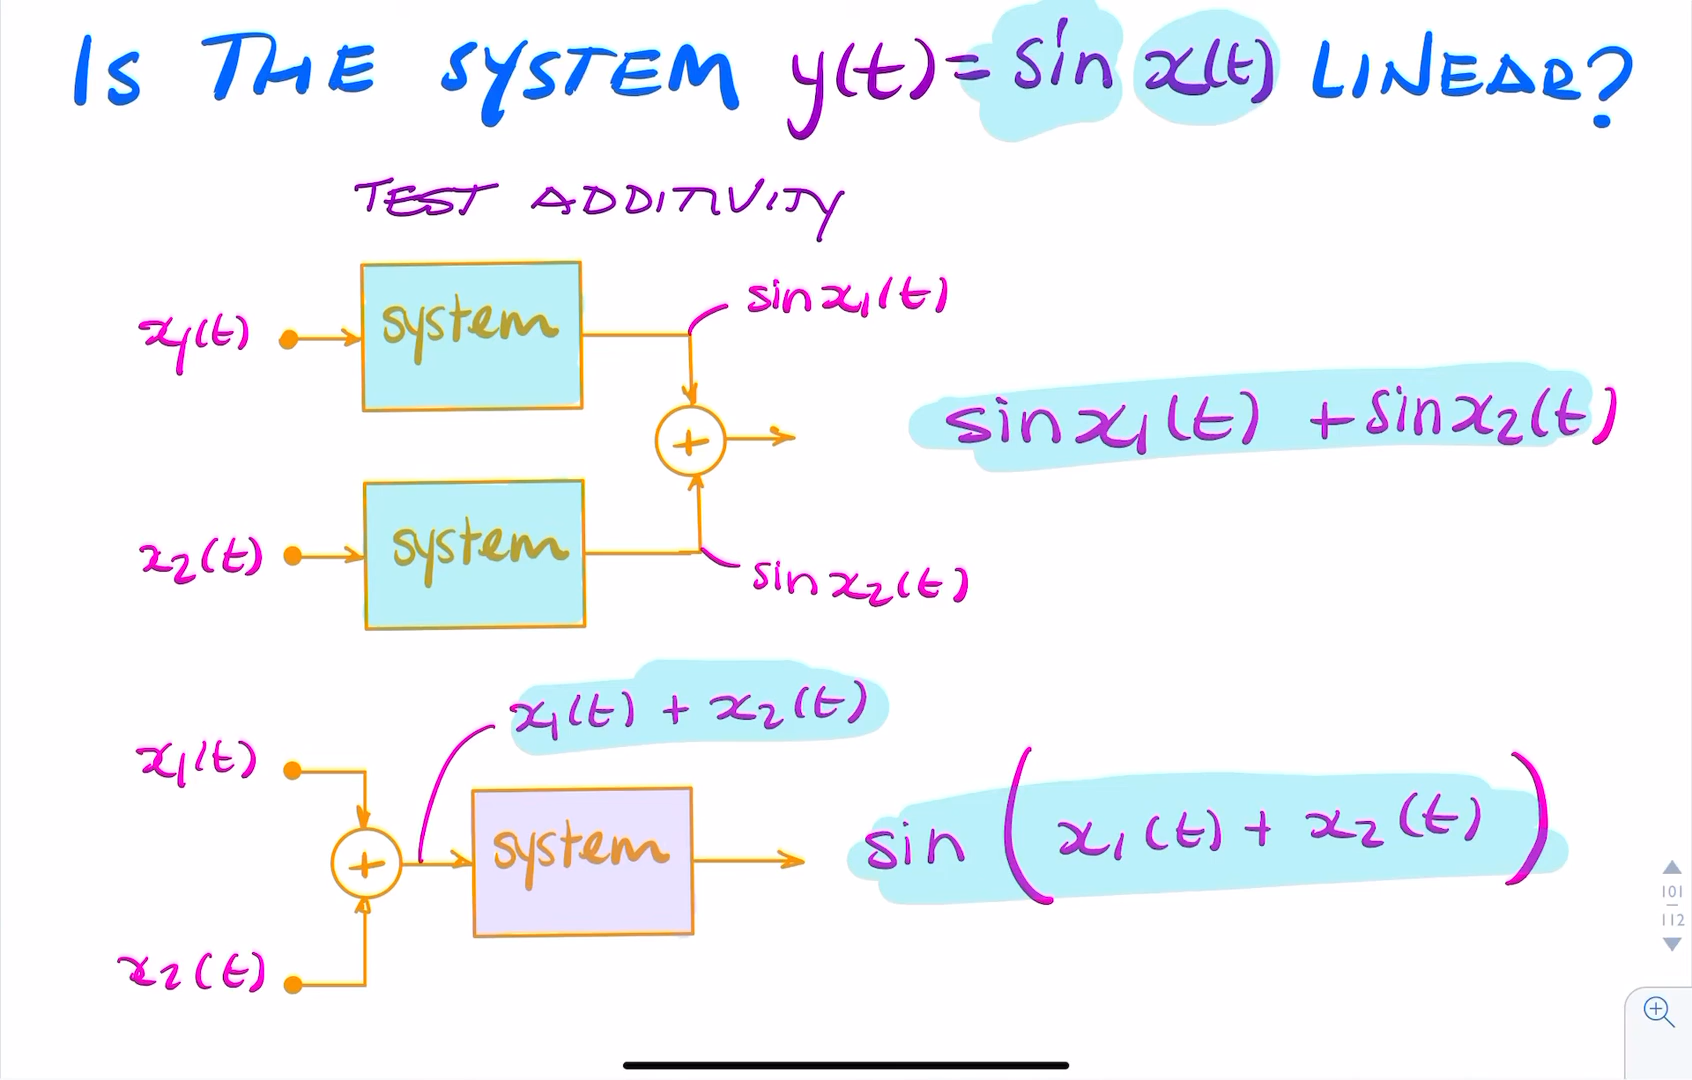 Is THE SYSTEM y(t)= sin x(t) LINEAR?
TEST ADDITIVITY
x₁(t)
system
sin x₁(t)
+
sin x₁(t) + sin x₂(t)
x₂(t)
system
sin x₂(t)
x₁(t) + x₂(t)
x₁(t)
+
system
sin (x₁(t) + x₂(t))
x₂(t)
101
112